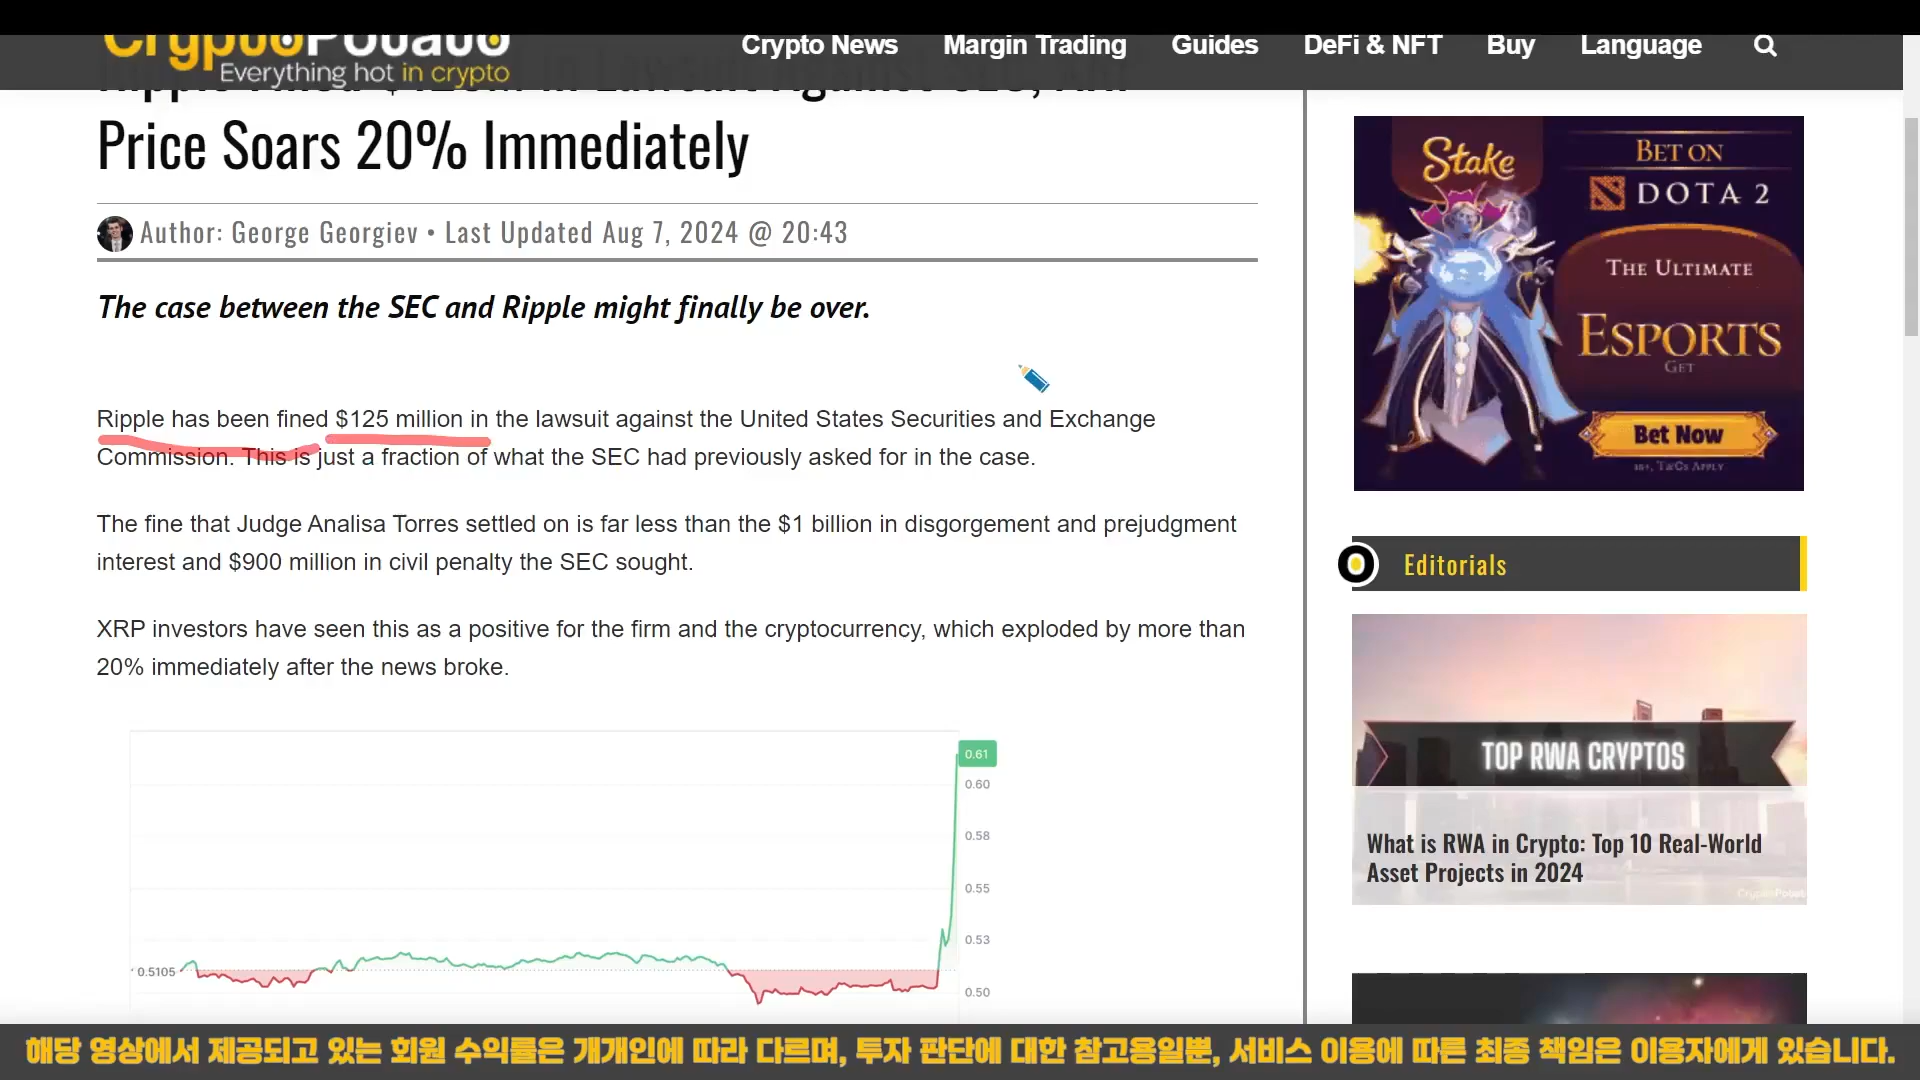 CryptoPotato
Everything hot in crypto
Crypto News
Margin Trading
Guides
DeFi & NFT
Buy
Language
Price Soars 20% Immediately
Author: George Georgiev • Last Updated Aug 7, 2024 @ 20:43
The case between the SEC and Ripple might finally be over.
Ripple has been fined $125 million in the lawsuit against the United States Securities and Exchange
Commission. This is just a fraction of what the SEC had previously asked for in the case.
The fine that Judge Analisa Torres settled on is far less than the $1 billion in disgorgement and prejudgment
interest and $900 million in civil penalty the SEC sought.
XRP investors have seen this as a positive for the firm and the cryptocurrency, which exploded by more than
20% immediately after the news broke.
0.61
0.60
0.58
0.55
0.53
0.5105
0.50
Stake
BET ON
DOTA 2
THE ULTIMATE
ESPORTS
GET
Bet Now
18+, T&CS APPLY
Editorials
TOP RWA CRYPTOS
What is RWA in Crypto: Top 10 Real-World
Asset Projects in 2024
해당 영상에서 제공되고 있는 회원 수익률은 개개인에 따라 다르며, 투자 판단에 대한 참고용일뿐, 서비스 이용에 따른 최종 책임은 이용자에게 있습니다.